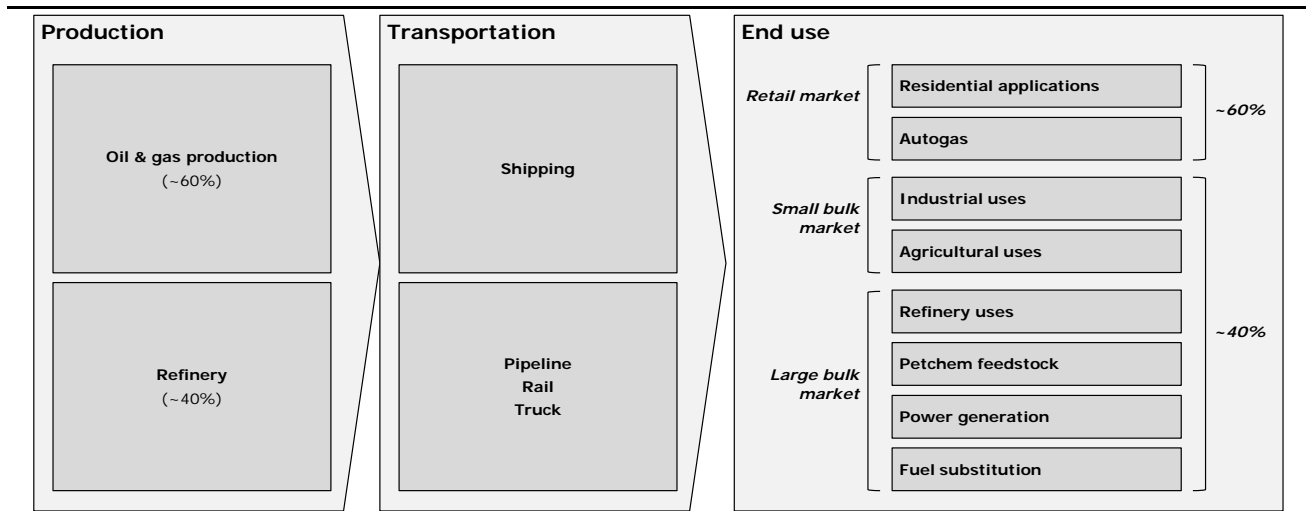 Production
Oil & gas production
(~60%)
Refinery
(~40%)
Transportation
Shipping
Pipeline
Rail
Truck
End use
Retail market
Residential applications
Autogas
~60%
Small bulk
market
Industrial uses
Agricultural uses
Large bulk
market
Refinery uses
Petchem feedstock
Power generation
Fuel substitution
~40%